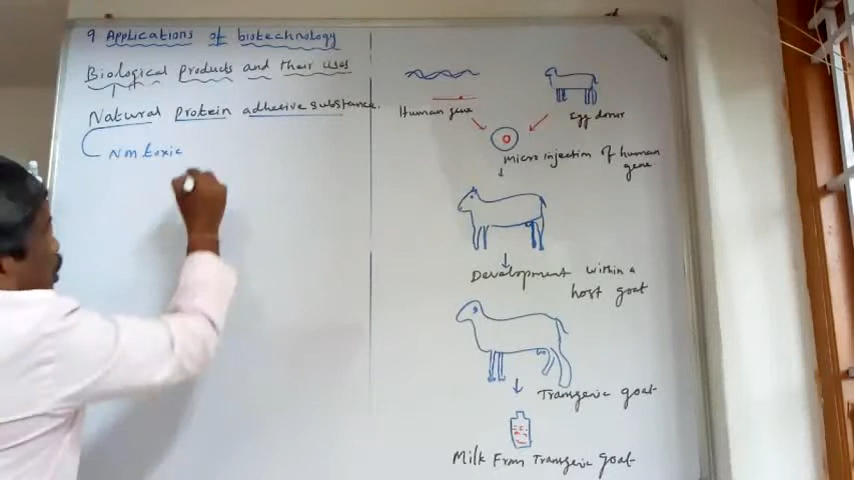 9 Applications of biotechnology
Biological products and their uses
Natural protein adhesive substance.
Non toxic
Human gene
Egg donor
Micro injection of human
gene
Development within a
host goat
Transgenic goat
Milk From Transgenic goat